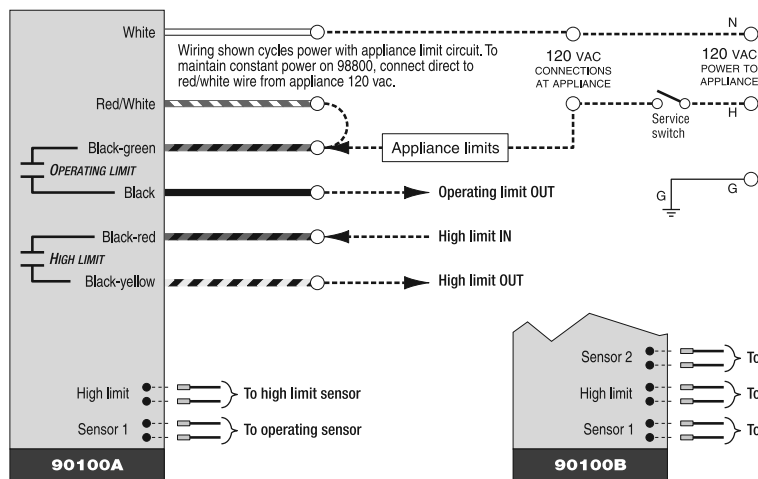 White
Wiring shown cycles power with appliance limit circuit. To
maintain constant power on 98800, connect direct to
red/white wire from appliance 120 vac.
120 VAC
CONNECTIONS
AT APPLIANCE
N
120 VAC
POWER TO
APPLIANCE
Red/White
Service
switch
H
Black-green
Appliance limits
OPERATING LIMIT
Black
Operating limit OUT
G
G
Black-red
High limit IN
HIGH LIMIT
Black-yellow
High limit OUT
High limit
To high limit sensor
Sensor 1
To operating sensor
90100A
Sensor 2
To
High limit
To
Sensor 1
To
90100B